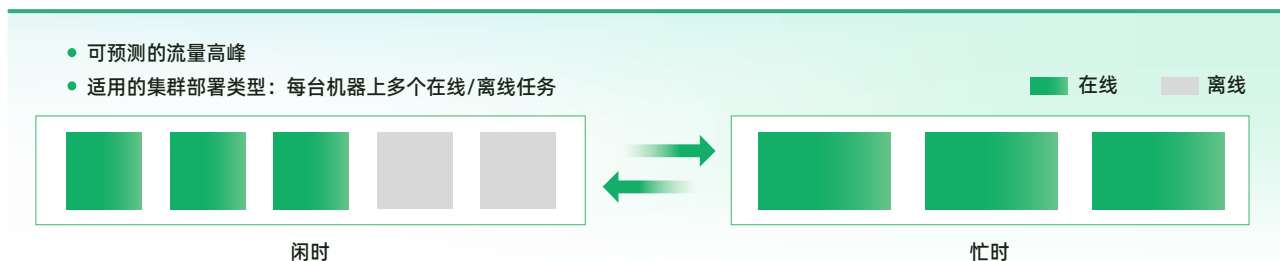 可预测的流量高峰
适用的集群部署类型：每台机器上多个在线/离线任务
在线
离线
闲时
忙时